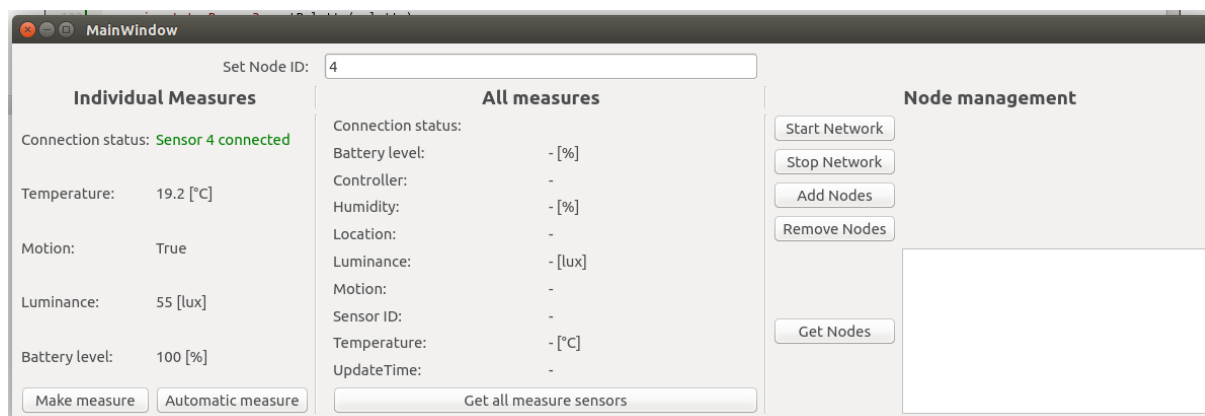 MainWindow
Set Node ID: 4
Individual Measures
Connection status: Sensor 4 connected
Temperature: 19.2 [°C]
Motion: True
Luminance: 55 [lux]
Battery level: 100 [%]
Make measure Automatic measure
All measures
Connection status:
Battery level: - [%]
Controller: -
Humidity: - [%]
Location: -
Luminance: - [lux]
Motion: -
Sensor ID: -
Temperature: - [°C]
UpdateTime: -
Get all measure sensors
Node management
Start Network
Stop Network
Add Nodes
Remove Nodes
Get Nodes